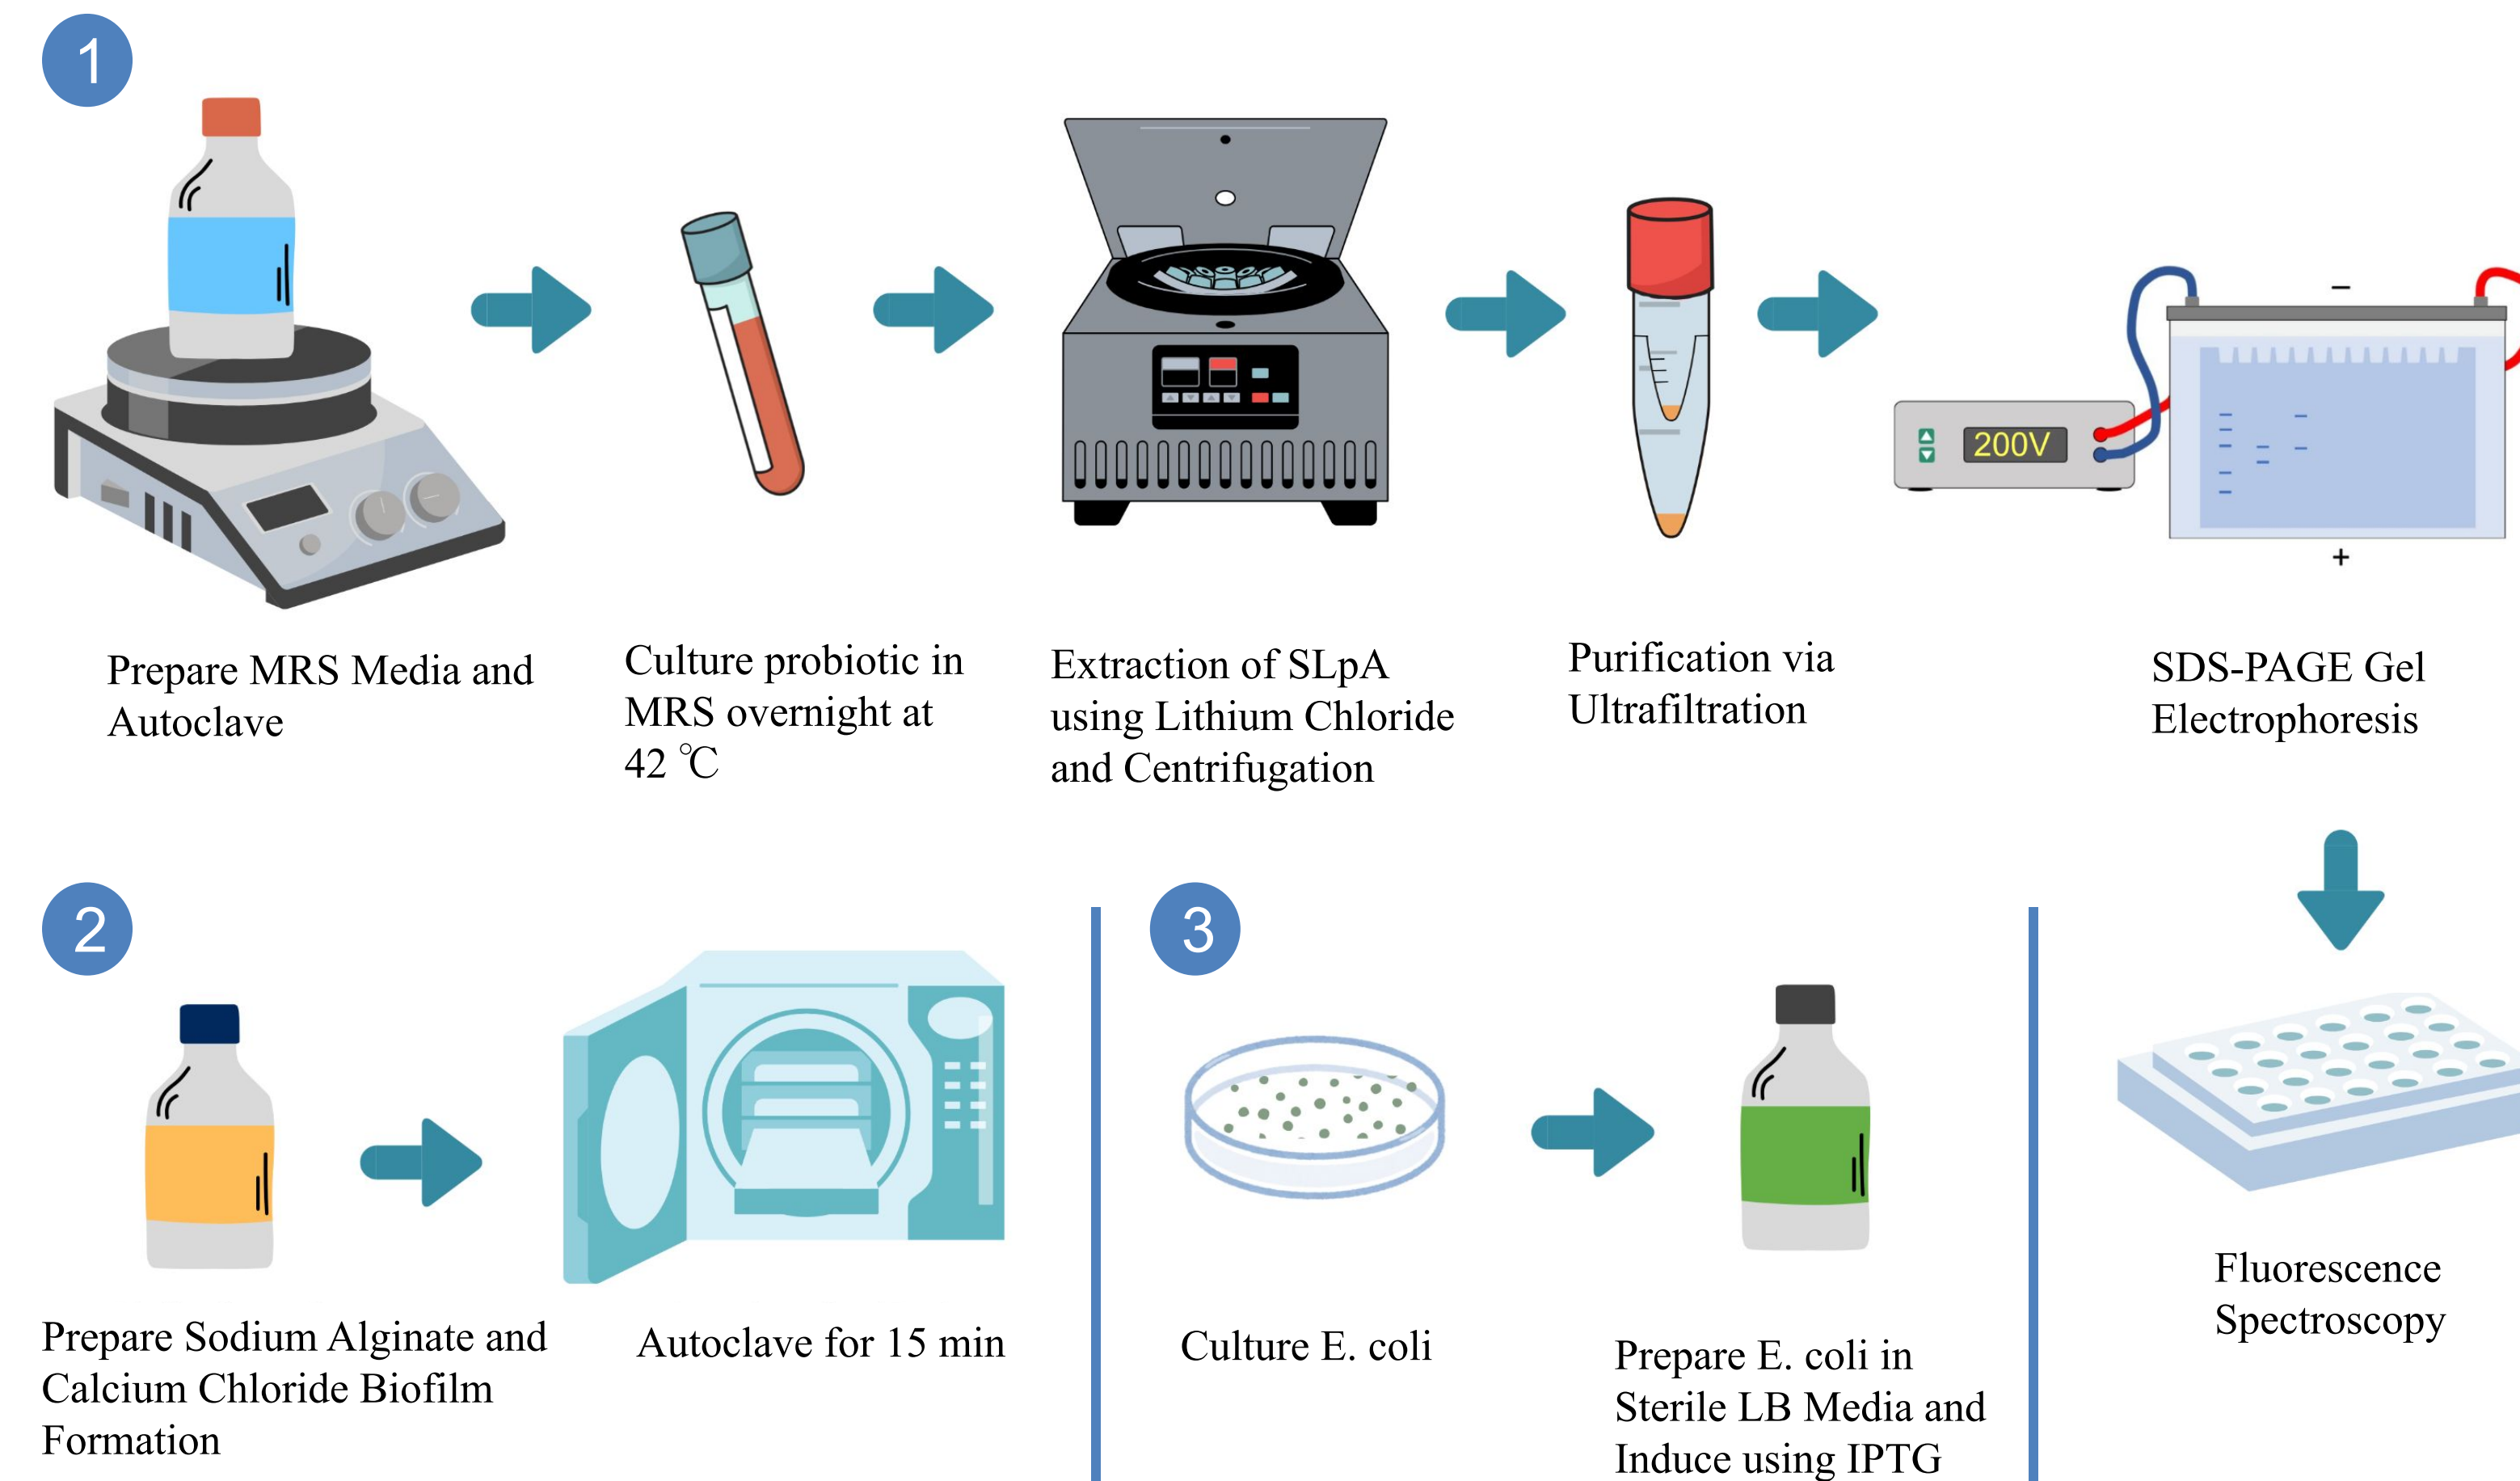 1
200V
−
+
Prepare MRS Media and
Autoclave
Culture probiotic in
MRS overnight at
42 ℃
Extraction of SLpA
using Lithium Chloride
and Centrifugation
Purification via
Ultrafiltration
SDS-PAGE Gel
Electrophoresis
2
Prepare Sodium Alginate and
Calcium Chloride Biofilm
Formation
Autoclave for 15 min
3
Culture E. coli
Prepare E. coli in
Sterile LB Media and
Induce using IPTG
Fluorescence
Spectroscopy